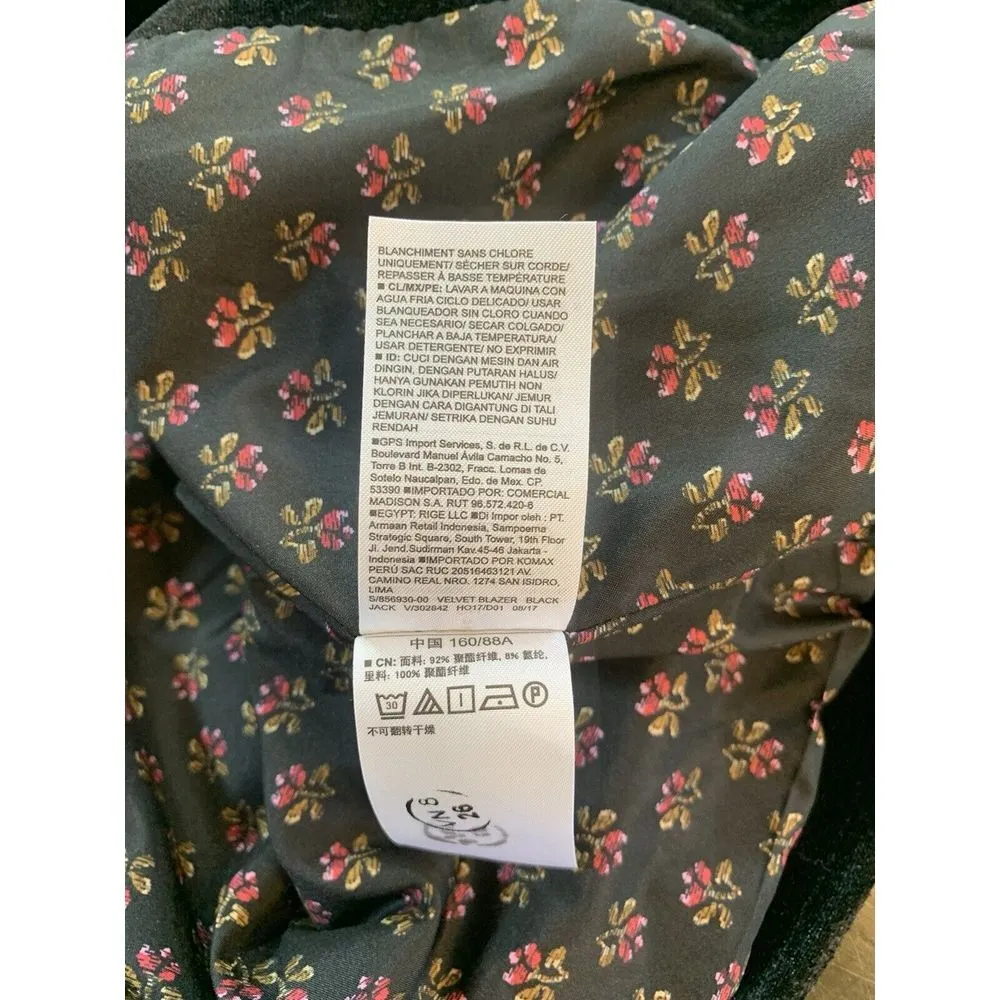 BLANCHIMENT SANS CHLORE
UNIQUEMENT/ SÉCHER SUR CORDE/
REPASSER À BASSE TEMPÉRATURE
■ CL/MX/PE: LAVAR A MAQUINA CON
AGUA FRIA CICLO DELICADO/ USAR
BLANQUEADOR SIN CLORO CUANDO
SEA NECESARIO/ SECAR COLGADO/
PLANCHAR A BAJA TEMPERATURA/
USAR DETERGENTE/ NO EXPRIMIR
■ ID: CUCI DENGAN MESIN DAN AIR
DINGIN, DENGAN PUTARAN HALUS/
HANYA GUNAKAN PEMUTIH NON
KLORIN JIKA DIPERLUKAN/ JEMUR
DENGAN CARA DIGANTUNG DI TALI
JEMURAN/ SETRIKA DENGAN SUHU
RENDAH
■GPS Import Services, S. de R.L. de C.V.
Boulevard Manuel Ávila Camacho No. 5,
Torre B Int. B-2302, Fracc. Lomas de
Sotelo Naucalpan, Edo. de Mex. CP.
53390 ■IMPORTADO POR: COMERCIAL
MADISON S.A. RUT 96.572.420-6
■EGYPT: RIGE LLC ■Di Impor oleh : PT.
Armaan Retail Indonesia, Sampoerna
Strategic Square, South Tower, 19th Floor
Jl. Jend.Sudirman Kav.45-46 Jakarta -
Indonesia ■IMPORTADO POR KOMAX
PERÚ SAC RUC 20516463121 AV.
CAMINO REAL NRO. 1274 SAN ISIDRO,
LIMA
S/856930-00 VELVET BLAZER BLACK
JACK V/302842 HO17/D01 08/17
中国 160/88A
■ CN: 面料: 92% 聚酯纤维, 8% 氨纶,
里料: 100% 聚酯纤维
30 P
不可翻转干燥
26